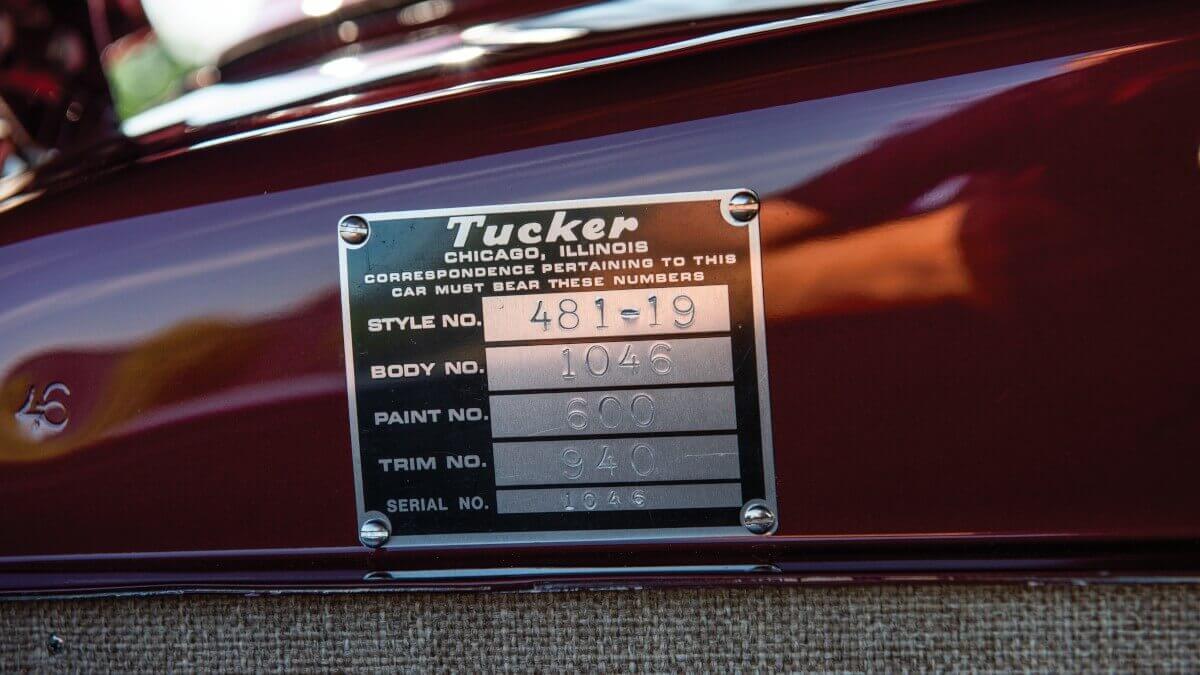 Tucker
CHICAGO, ILLINOIS
CORRESPONDENCE PERTAINING TO THIS
CAR MUST BEAR THESE NUMBERS
STYLE NO. 481-19
BODY NO. 1046
PAINT NO. 600
TRIM NO. 940
SERIAL NO. 1046
46